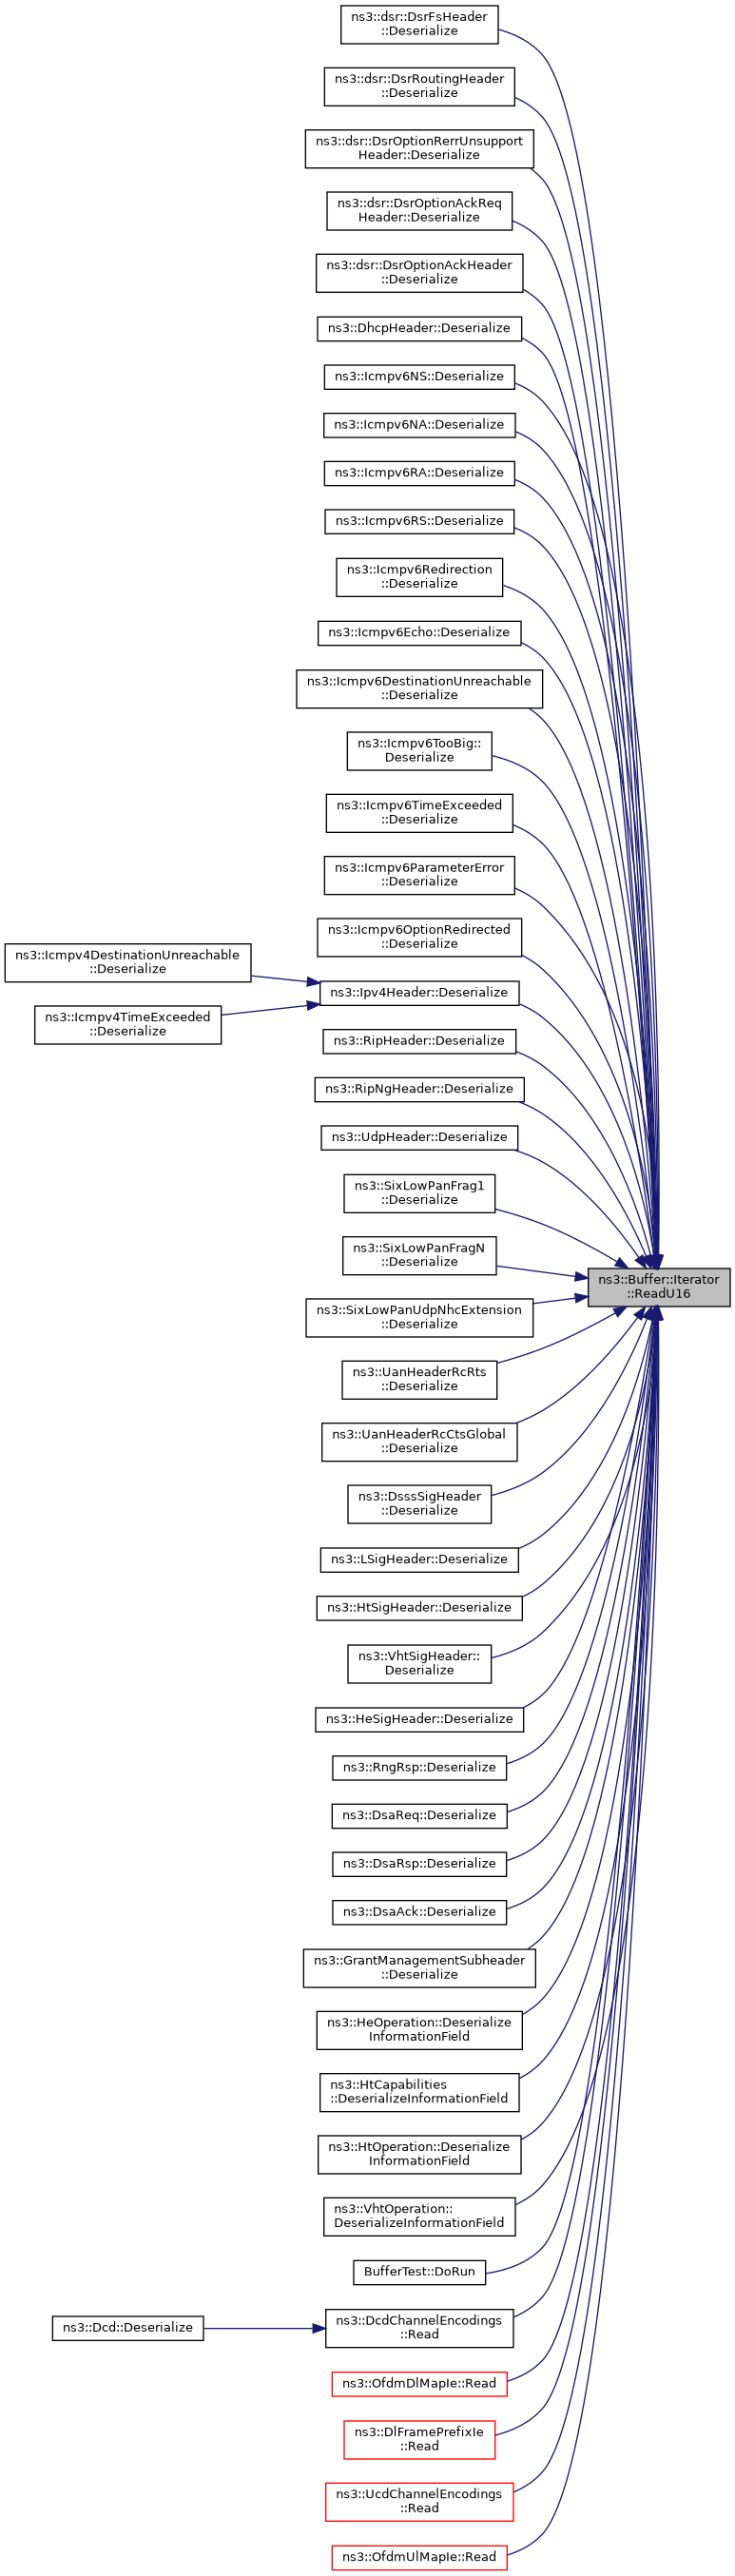 ns3::dsr::DsrFsHeader
::Deserialize
ns3::dsr::DsrRoutingHeader
::Deserialize
ns3::dsr::DsrOptionRerrUnsupport
Header::Deserialize
ns3::dsr::DsrOptionAckReq
Header::Deserialize
ns3::dsr::DsrOptionAckHeader
::Deserialize
ns3::DhcpHeader::Deserialize
ns3::Icmpv6NS::Deserialize
ns3::Icmpv6NA::Deserialize
ns3::Icmpv6RA::Deserialize
ns3::Icmpv6RS::Deserialize
ns3::Icmpv6Redirection
::Deserialize
ns3::Icmpv6Echo::Deserialize
ns3::Icmpv6DestinationUnreachable
::Deserialize
ns3::Icmpv6TooBig::
Deserialize
ns3::Icmpv6TimeExceeded
::Deserialize
ns3::Icmpv6ParameterError
::Deserialize
ns3::Icmpv6OptionRedirected
::Deserialize
ns3::Icmpv4DestinationUnreachable
::Deserialize
ns3::Ipv4Header::Deserialize
ns3::Icmpv4TimeExceeded
::Deserialize
ns3::RipHeader::Deserialize
ns3::RipNgHeader::Deserialize
ns3::UdpHeader::Deserialize
ns3::SixLowPanFrag1
::Deserialize
ns3::SixLowPanFragN
::Deserialize
ns3::Buffer::Iterator
::ReadU16
ns3::SixLowPanUdpNhcExtension
::Deserialize
ns3::UanHeaderRcRts
::Deserialize
ns3::UanHeaderRcCtsGlobal
::Deserialize
ns3::DsssSigHeader
::Deserialize
ns3::LSigHeader::Deserialize
ns3::HtSigHeader::Deserialize
ns3::VhtSigHeader::
Deserialize
ns3::HeSigHeader::Deserialize
ns3::RngRsp::Deserialize
ns3::DsaReq::Deserialize
ns3::DsaRsp::Deserialize
ns3::DsaAck::Deserialize
ns3::GrantManagementSubheader
::Deserialize
ns3::HeOperation::Deserialize
InformationField
ns3::HtCapabilities
::DeserializeInformationField
ns3::HtOperation::Deserialize
InformationField
ns3::VhtOperation::
DeserializeInformationField
BufferTest::DoRun
ns3::Dcd::Deserialize
ns3::DcdChannelEncodings
::Read
ns3::OfdmDlMapIe::Read
ns3::DlFramePrefixIe
::Read
ns3::UcdChannelEncodings
::Read
ns3::OfdmUlMapIe::Read